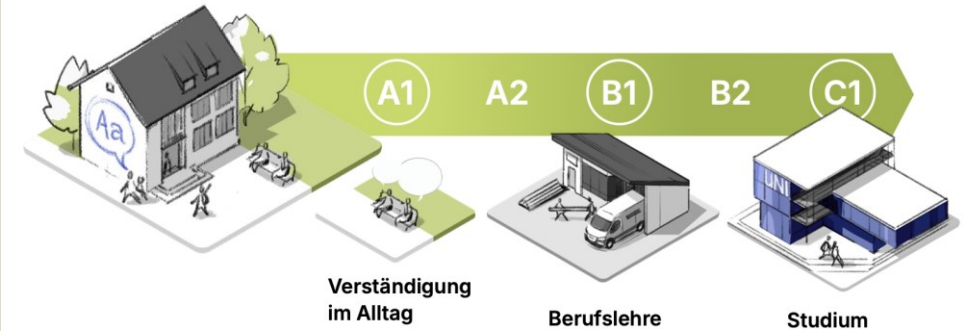 Aa
A1 A2 B1 B2 C1
UNI
Verständigung
im Alltag
Berufslehre
Studium